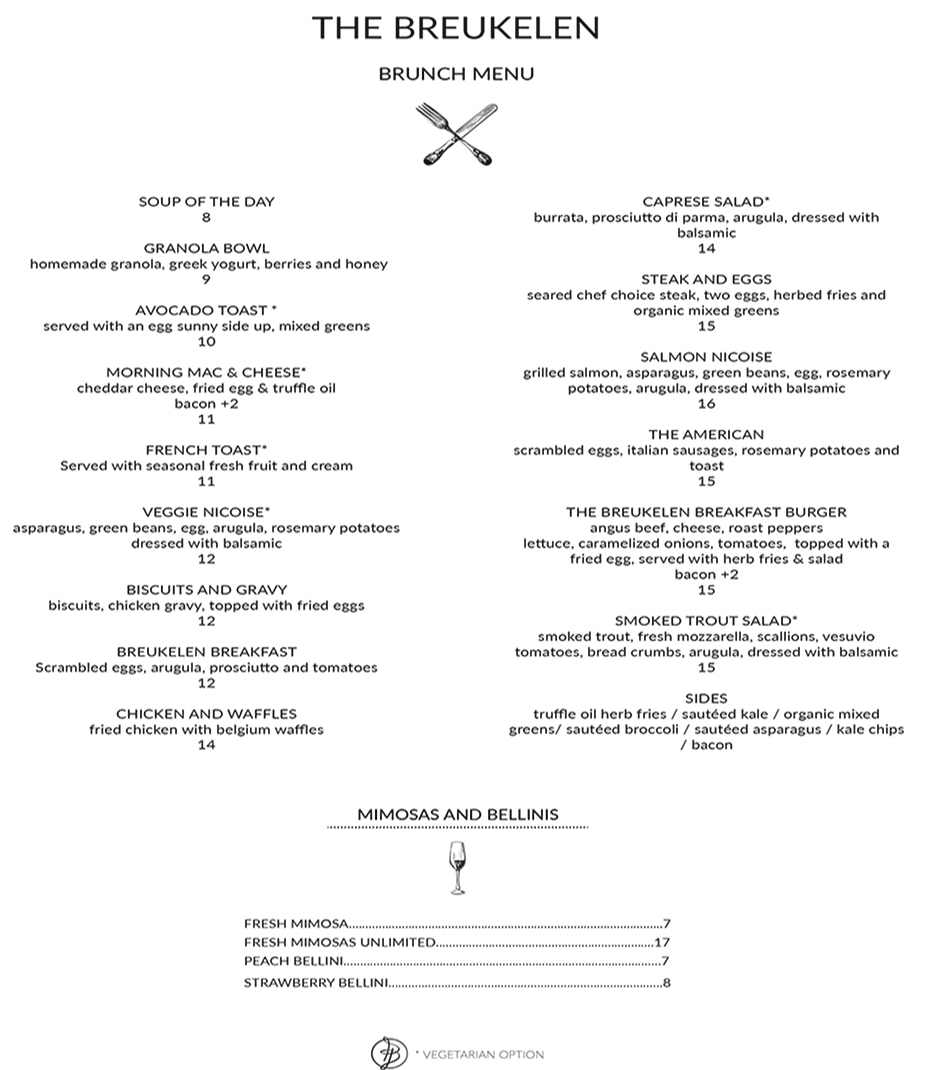 THE BREUKELEN
BRUNCH MENU
SOUP OF THE DAY
8
GRANOLA BOWL
homemade granola, greek yogurt, berries and honey
9
AVOCADO TOAST *
served with an egg sunny side up, mixed greens
10
MORNING MAC & CHEESE*
cheddar cheese, fried egg & truffle oil
bacon +2
11
FRENCH TOAST*
Served with seasonal fresh fruit and cream
11
VEGGIE NICOISE*
asparagus, green beans, egg, arugula, rosemary potatoes
dressed with balsamic
12
BISCUITS AND GRAVY
biscuits, chicken gravy, topped with fried eggs
12
BREUKELEN BREAKFAST
Scrambled eggs, arugula, prosciutto and tomatoes
12
CHICKEN AND WAFFLES
fried chicken with belgium waffles
14
CAPRESE SALAD*
burrata, prosciutto di parma, arugula, dressed with
balsamic
14
STEAK AND EGGS
seared chef choice steak, two eggs, herbed fries and
organic mixed greens
15
SALMON NICOISE
grilled salmon, asparagus, green beans, egg, rosemary
potatoes, arugula, dressed with balsamic
16
THE AMERICAN
scrambled eggs, italian sausages, rosemary potatoes and
toast
15
THE BREUKELEN BREAKFAST BURGER
angus beef, cheese, roast peppers
lettuce, caramelized onions, tomatoes,  topped with a
fried egg, served with herb fries & salad
bacon +2
15
SMOKED TROUT SALAD*
smoked trout, fresh mozzarella, scallions, vesuvio
tomatoes, bread crumbs, arugula, dressed with balsamic
15
SIDES
truffle oil herb fries / sautéed kale / organic mixed
greens/ sautéed broccoli / sautéed asparagus / kale chips
/ bacon
MIMOSAS AND BELLINIS
FRESH MIMOSA........7
FRESH MIMOSAS UNLIMITED........17
PEACH BELLINI........7
STRAWBERRY BELLINI........8
B * VEGETARIAN OPTION